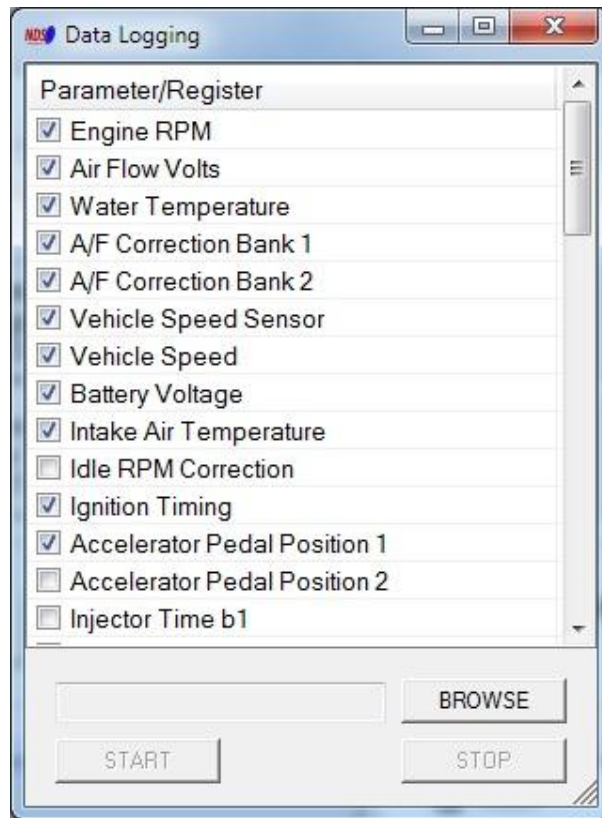 NDS Data Logging
Parameter/Register
Engine RPM
Air Flow Volts
Water Temperature
A/F Correction Bank 1
A/F Correction Bank 2
Vehicle Speed Sensor
Vehicle Speed
Battery Voltage
Intake Air Temperature
Idle RPM Correction
Ignition Timing
Accelerator Pedal Position 1
Accelerator Pedal Position 2
Injector Time b1
BROWSE
START STOP